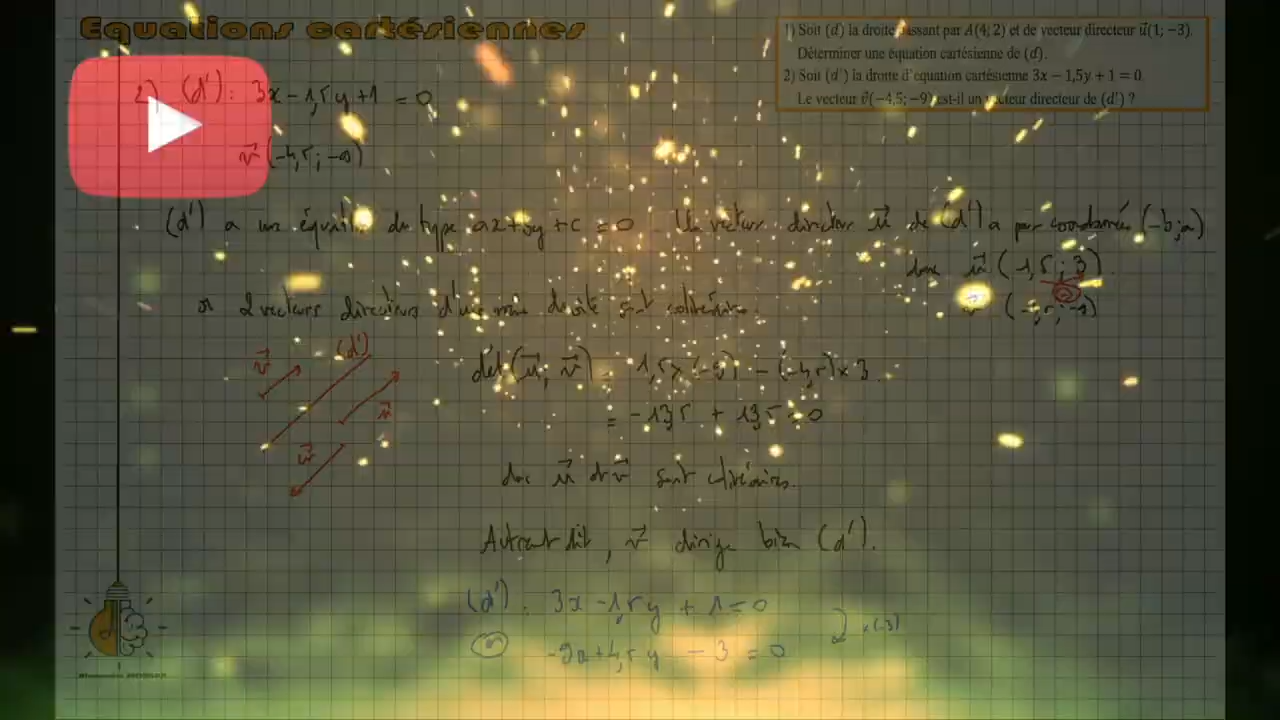 Equations cartésiennes
1) Soit (d) la droite passant par A(4; 2) et de vecteur directeur u⃗(1; −3).
Déterminer une équation cartésienne de (d).
2) Soit (d') la droite d'équation cartésienne 3x − 1,5y + 1 = 0.
Le vecteur v⃗(−4,5; −9) est-il un vecteur directeur de (d') ?
2) (d'): 3x − 1,5y + 1 = 0
v⃗ (−4,5 ; −9)
(d') a une équation du type ax + by + c = 0. Un vecteur directeur u⃗ de (d') a par coordonnées (−b; a)
donc u⃗ (1,5 ; 3).
(−4,5 ; −9)
or 2 vecteurs directeurs d'une même droite sont colinéaires.
v⃗ (d')
u⃗
det(u⃗ ; v⃗) = 1,5 × (−9) − (−4,5) × 3
= −13,5 + 13,5 = 0
donc u⃗ et v⃗ sont colinéaires.
Autrement dit, v⃗ dirige bien (d').
(d'): 3x − 1,5y + 1 = 0
×(−3)
−9x + 4,5y − 3 = 0